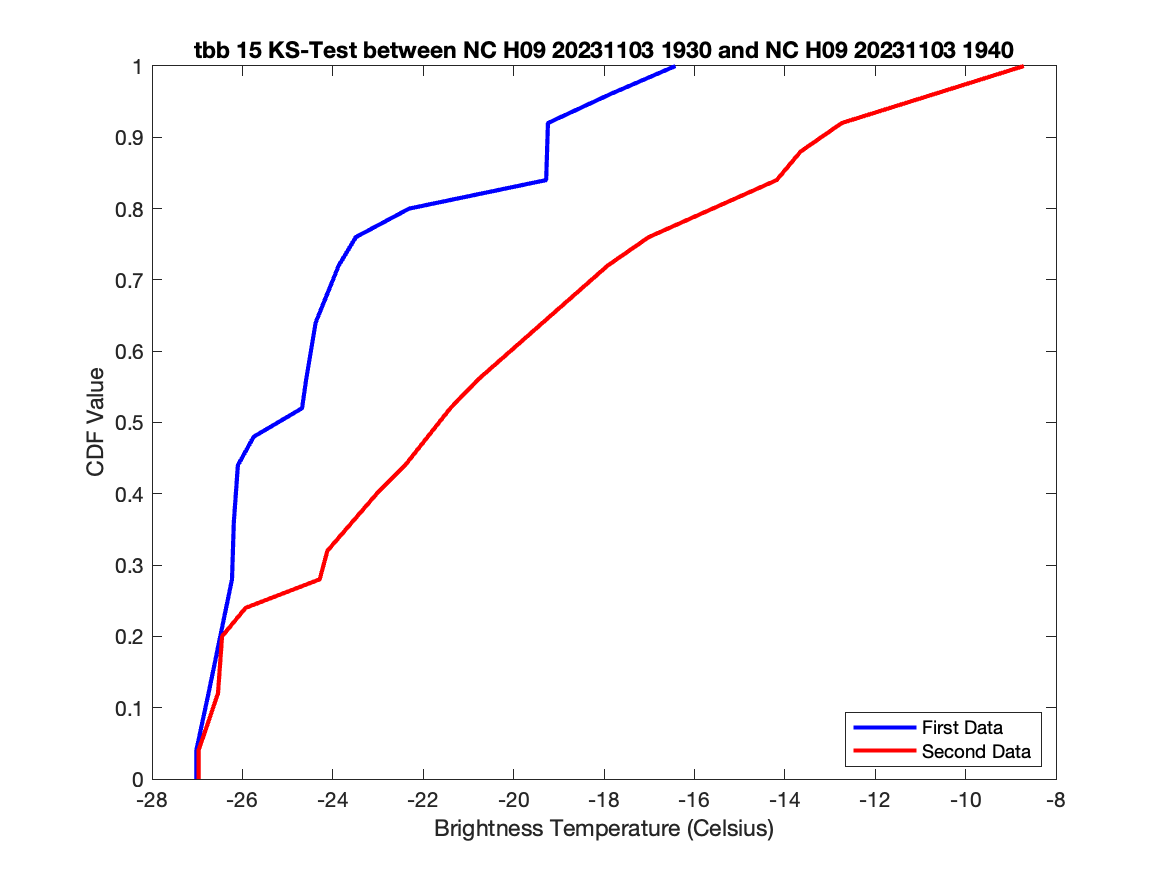 tbb 15 KS-Test between NC H09 20231103 1930 and NC H09 20231103 1940
1
0.9
0.8
0.7
0.6
0.5
0.4
0.3
0.2
0.1
0
CDF Value
-28 -26 -24 -22 -20 -18 -16 -14 -12 -10 -8
Brightness Temperature (Celsius)
First Data
Second Data